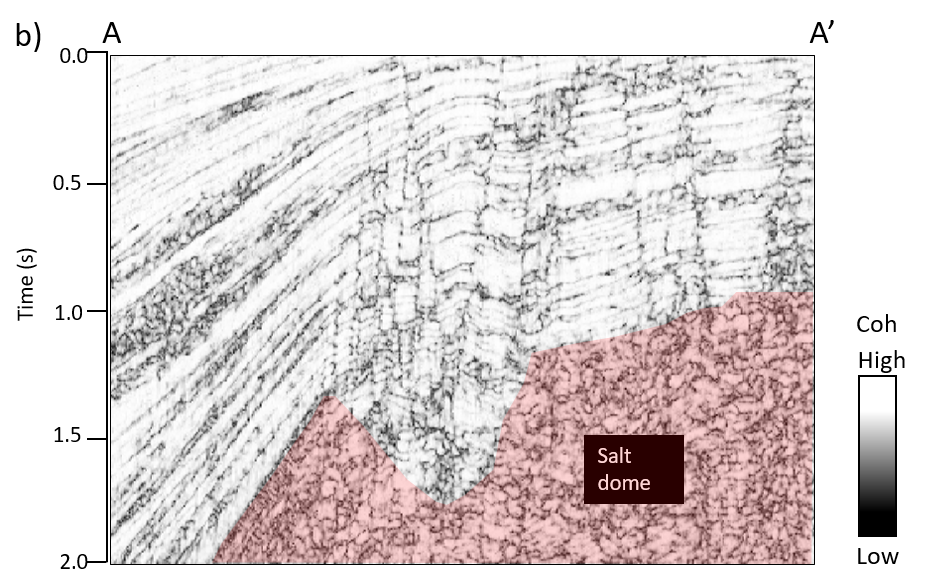 b)
A
A’
0.0
0.5
1.0
1.5
2.0
Time (s)
Salt
dome
Coh
High
Low